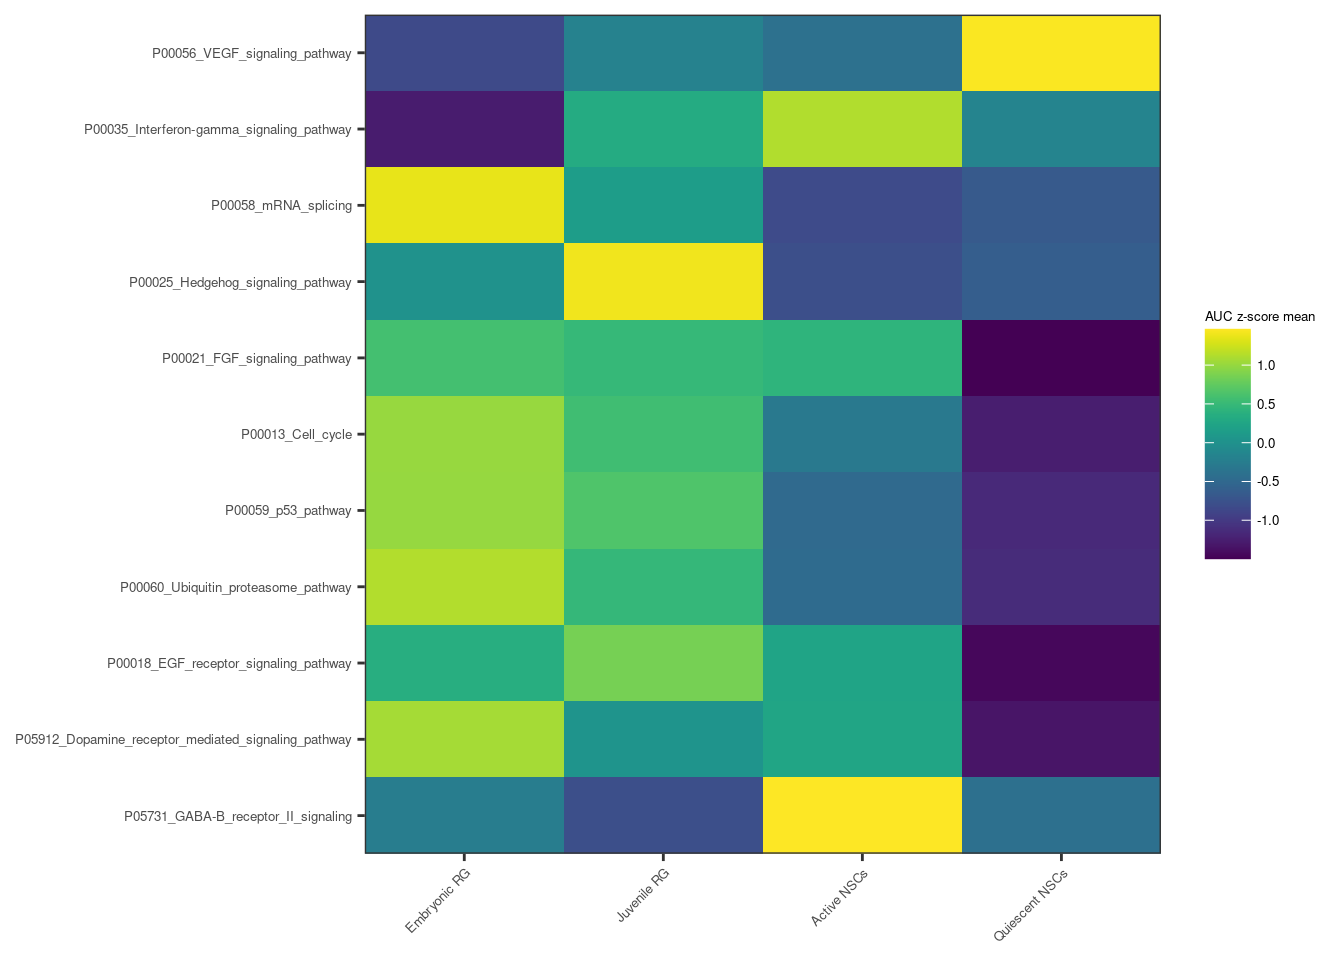 P00056_VEGF_signaling_pathway
P00035_Interferon-gamma_signaling_pathway
P00058_mRNA_splicing
P00025_Hedgehog_signaling_pathway
P00021_FGF_signaling_pathway
P00013_Cell_cycle
P00059_p53_pathway
P00060_Ubiquitin_proteasome_pathway
P00018_EGF_receptor_signaling_pathway
P05912_Dopamine_receptor_mediated_signaling_pathway
P05731_GABA-B_receptor_II_signaling
Embryonic RG
Juvenile RG
Active NSCs
Quiescent NSCs
AUC z-score mean
1.0
0.5
0.0
-0.5
-1.0